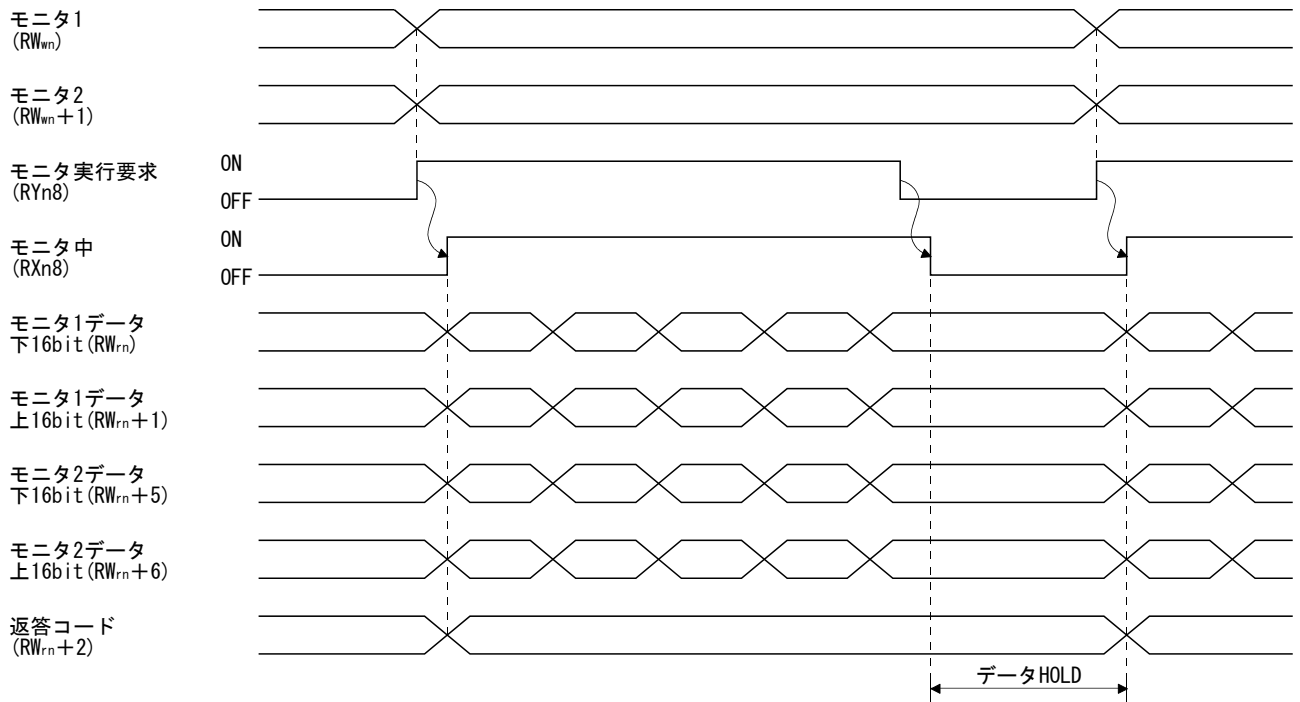 モニタ1
(RWwn)
モニタ2
(RWwn+1)
モニタ実行要求
(RYn8)
ON
OFF
モニタ中
(RXn8)
ON
OFF
モニタ1データ
下16bit(RWrn)
モニタ1データ
上16bit(RWrn+1)
モニタ2データ
下16bit(RWrn+5)
モニタ2データ
上16bit(RWrn+6)
返答コード
(RWrn+2)
データHOLD